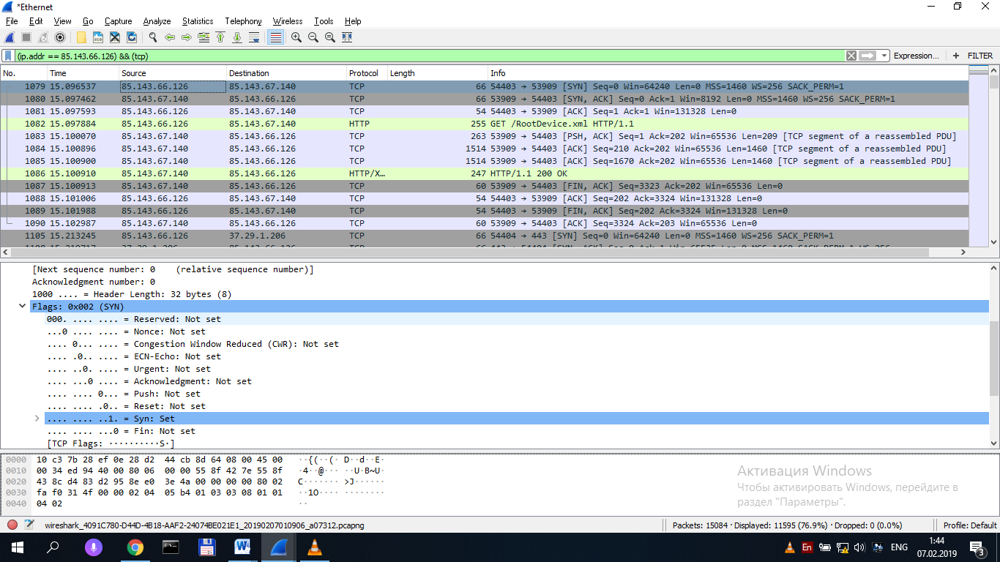 *Ethernet
File Edit View Go Capture Analyze Statistics Telephony Wireless Tools Help
(ip.addr == 85.143.66.126) && (tcp)
Expression...
+
FILTER
No. Time Source Destination Protocol Length Info
1079 15.096537 85.143.66.126 85.143.67.140 TCP 66 54403 → 53909 [SYN] Seq=0 Win=64240 Len=0 MSS=1460 WS=256 SACK_PERM=1
1080 15.097462 85.143.67.140 85.143.66.126 TCP 66 53909 → 54403 [SYN, ACK] Seq=0 Ack=1 Win=8192 Len=0 MSS=1460 WS=256 SACK_PERM=1
1081 15.097593 85.143.66.126 85.143.67.140 TCP 54 54403 → 53909 [ACK] Seq=1 Ack=1 Win=131328 Len=0
1082 15.097884 85.143.66.126 85.143.67.140 HTTP 255 GET /RootDevice.xml HTTP/1.1
1083 15.100070 85.143.67.140 85.143.66.126 TCP 263 53909 → 54403 [PSH, ACK] Seq=1 Ack=202 Win=65536 Len=209 [TCP segment of a reassembled PDU]
1084 15.100896 85.143.67.140 85.143.66.126 TCP 1514 53909 → 54403 [ACK] Seq=210 Ack=202 Win=65536 Len=1460 [TCP segment of a reassembled PDU]
1085 15.100900 85.143.67.140 85.143.66.126 TCP 1514 53909 → 54403 [ACK] Seq=1670 Ack=202 Win=65536 Len=1460 [TCP segment of a reassembled PDU]
1086 15.100910 85.143.67.140 85.143.66.126 HTTP/X… 247 HTTP/1.1 200 OK
1087 15.100913 85.143.67.140 85.143.66.126 TCP 60 53909 → 54403 [FIN, ACK] Seq=3323 Ack=202 Win=65536 Len=0
1088 15.101006 85.143.66.126 85.143.67.140 TCP 54 54403 → 53909 [ACK] Seq=202 Ack=3324 Win=131328 Len=0
1089 15.101988 85.143.66.126 85.143.67.140 TCP 54 54403 → 53909 [FIN, ACK] Seq=202 Ack=3324 Win=131328 Len=0
1090 15.102987 85.143.67.140 85.143.66.126 TCP 60 53909 → 54403 [ACK] Seq=3324 Ack=203 Win=65536 Len=0
1105 15.213245 85.143.66.126 37.29.1.206 TCP 66 54404 → 443 [SYN] Seq=0 Win=64240 Len=0 MSS=1460 WS=256 SACK_PERM=1
[Next sequence number: 0 (relative sequence number)]
Acknowledgment number: 0
1000 .... = Header Length: 32 bytes (8)
Flags: 0x002 (SYN)
000. .... .... = Reserved: Not set
...0 .... .... = Nonce: Not set
.... 0... .... = Congestion Window Reduced (CWR): Not set
.... .0.. .... = ECN-Echo: Not set
.... ..0. .... = Urgent: Not set
.... ...0 .... = Acknowledgment: Not set
.... .... 0... = Push: Not set
.... .... .0.. = Reset: Not set
.... .... ..1. = Syn: Set
.... .... ...0 = Fin: Not set
[TCP Flags: ··········S·]
0000 10 c3 7b 28 ef 0e 28 d2 44 cb 8d 64 08 00 45 00 ··{(··(· D··d··E·
0010 00 34 ed 94 40 00 80 06 00 00 55 8f 42 7e 55 8f ·4··@··· ··U·B~U·
0020 43 8c d4 83 d2 95 8e e0 3e 4a 00 00 00 00 80 02 C······· >J······
0030 fa f0 31 4f 00 00 02 04 05 b4 01 03 03 08 01 01 ··1O···· ········
0040 04 02 ··
Активация Windows
Чтобы активировать Windows, перейдите в
раздел "Параметры".
wireshark_4091C780-D44D-4B18-AAF2-24074BE021E1_20190207010906_a07312.pcapng
Packets: 15084 · Displayed: 11595 (76.9%) · Dropped: 0 (0.0%)
Profile: Default
En
ENG
1:44
07.02.2019
3